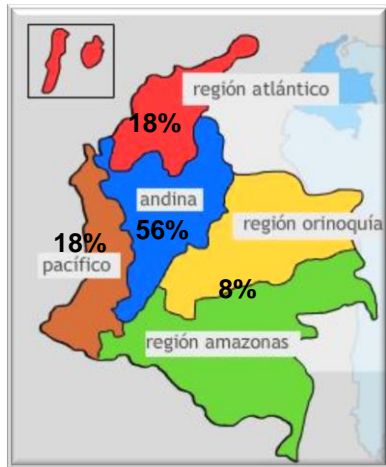 región atlántico
18%
andina
56%
región orinoquía
18%
pacífico
8%
región amazonas